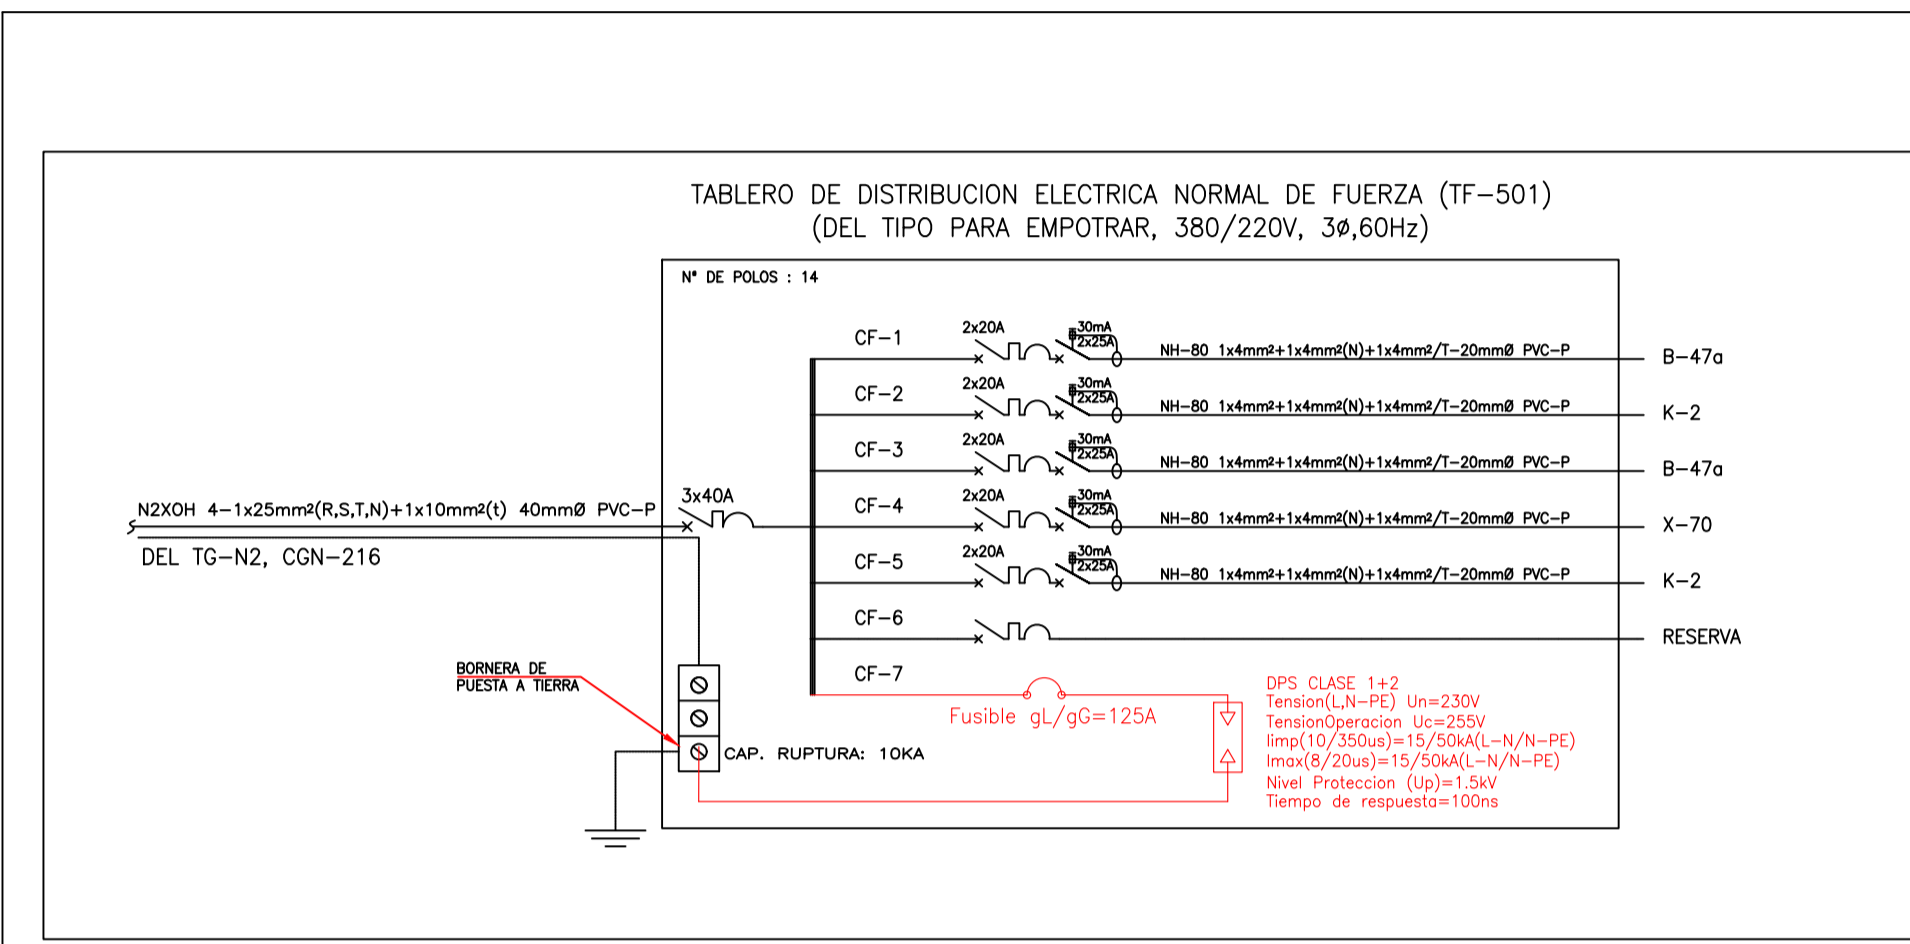 TABLERO DE DISTRIBUCION ELECTRICA NORMAL DE FUERZA (TF-501)
(DEL TIPO PARA EMPOTRAR, 380/220V, 3ø,60Hz)
N° DE POLOS : 14
CF-1
2x20A
30mA
2x25A
NH-80 1x4mm²+1x4mm²(N)+1x4mm²/T-20mmØ PVC-P
B-47a
CF-2
2x20A
30mA
2x25A
NH-80 1x4mm²+1x4mm²(N)+1x4mm²/T-20mmØ PVC-P
K-2
CF-3
2x20A
30mA
2x25A
NH-80 1x4mm²+1x4mm²(N)+1x4mm²/T-20mmØ PVC-P
B-47a
N2XOH 4-1x25mm²(R,S,T,N)+1x10mm²(t) 40mmØ PVC-P
3x40A
DEL TG-N2, CGN-216
CF-4
2x20A
30mA
2x25A
NH-80 1x4mm²+1x4mm²(N)+1x4mm²/T-20mmØ PVC-P
X-70
CF-5
2x20A
30mA
2x25A
NH-80 1x4mm²+1x4mm²(N)+1x4mm²/T-20mmØ PVC-P
K-2
CF-6
RESERVA
CF-7
BORNERA DE
PUESTA A TIERRA
CAP. RUPTURA: 10KA
Fusible gL/gG=125A
DPS CLASE 1+2
Tension(L,N-PE) Un=230V
TensionOperacion Uc=255V
Iimp(10/350us)=15/50kA(L-N/N-PE)
Imax(8/20us)=15/50kA(L-N/N-PE)
Nivel Proteccion (Up)=1.5kV
Tiempo de respuesta=100ns